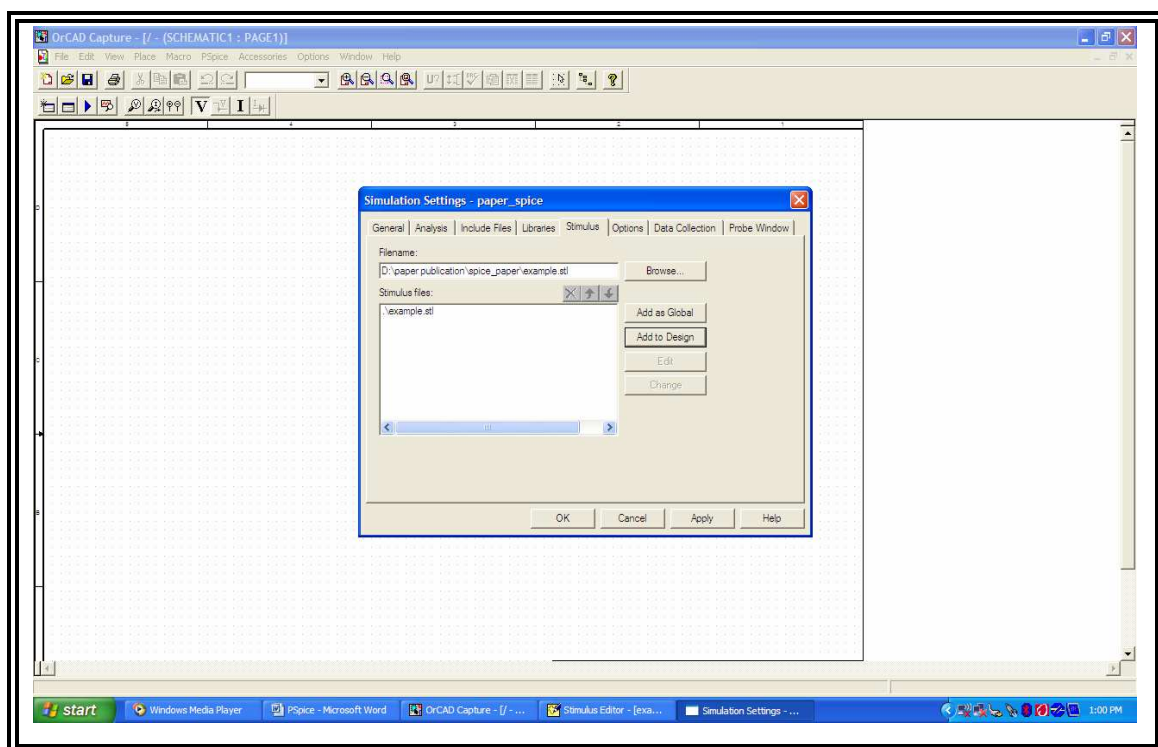 OrCAD Capture - [/ - (SCHEMATIC1 : PAGE1)]
File Edit View Place Macro PSpice Accessories Options Window Help
U? V I
Simulation Settings - paper_spice
General Analysis Include Files Libraries Stimulus Options Data Collection Probe Window
Filename:
D:\paper publication\spice_paper\example.stl Browse...
Stimulus files:
.\example.stl
Add as Global
Add to Design
Edit
Change
OK Cancel Apply Help
start Windows Media Player PSpice - Microsoft Word OrCAD Capture - [/ - ... Stimulus Editor - [exa... Simulation Settings - ... 1:00 PM